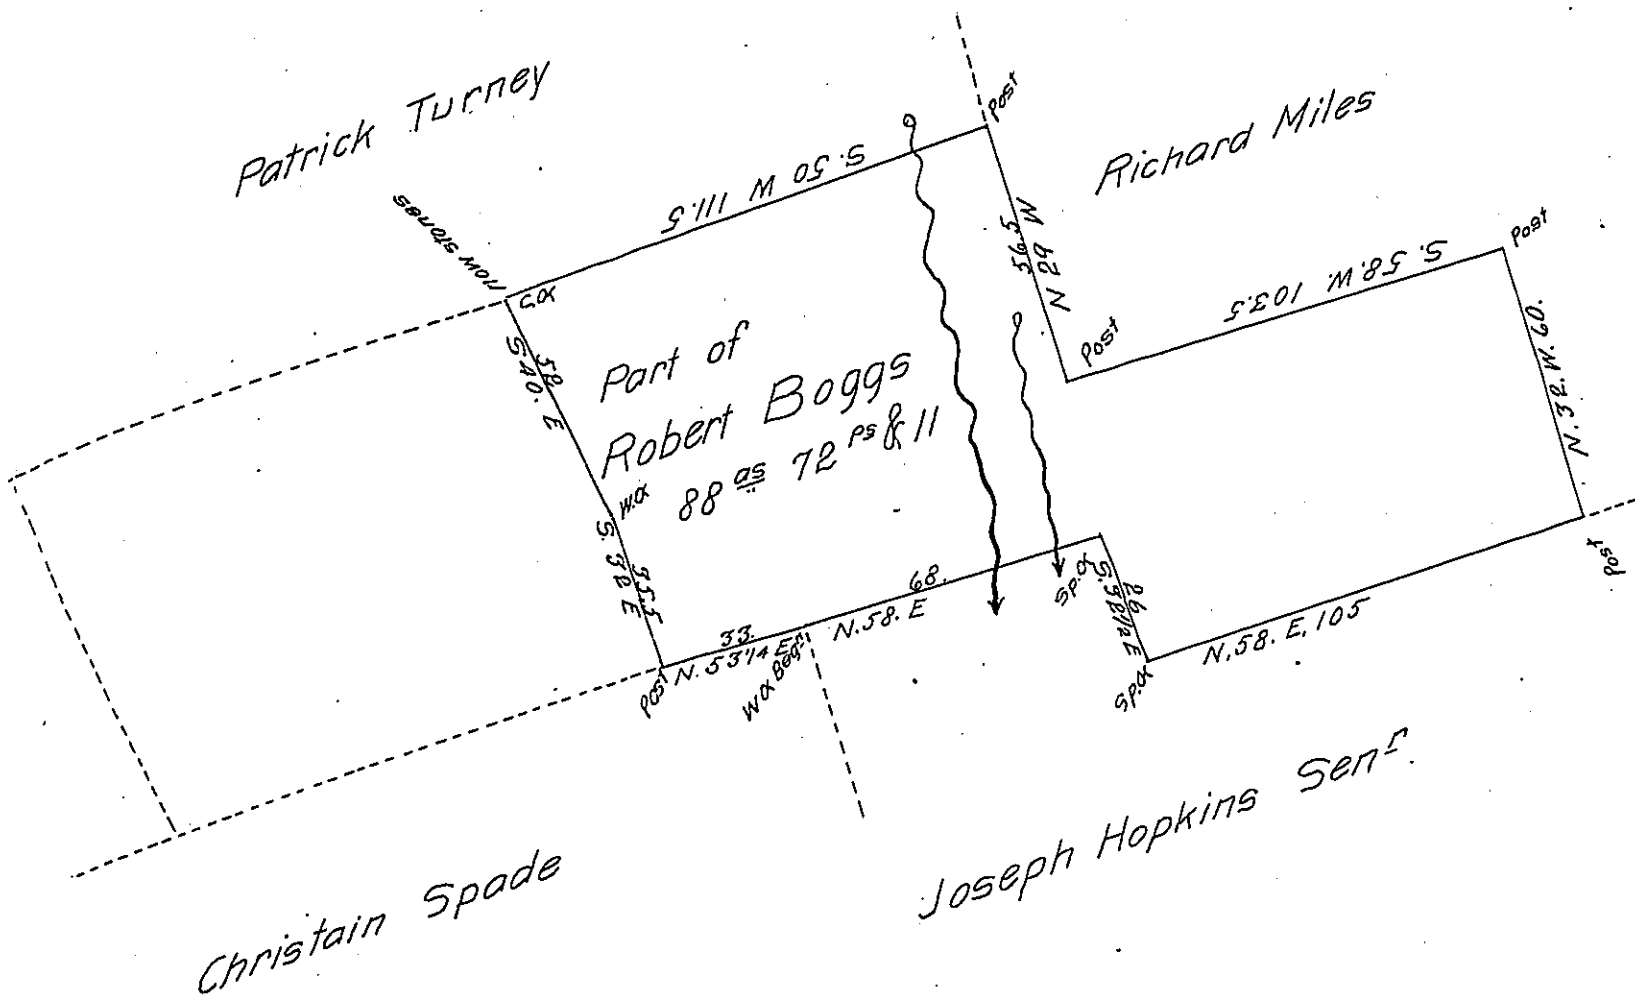 Patrick Turney
Richard Miles
Post
S. 50 W 111.5
now stones
C.O.
56.5
N 29 W
Post
S. 58. W. 103.5
Post
N. 32. W. 60.
52
S 40. E
Part of
Robert Boggs
88 as 72 ps & 11
W.O.
35.5
S. 32 E
Post
33.
N. 53 1/4 E
W O Beg.
68.
N. 58. E
Sp. O
26
S. 32 1/2 E
Sp. O
N. 58. E. 105
Post
Christain Spade
Joseph Hopkins Senr.